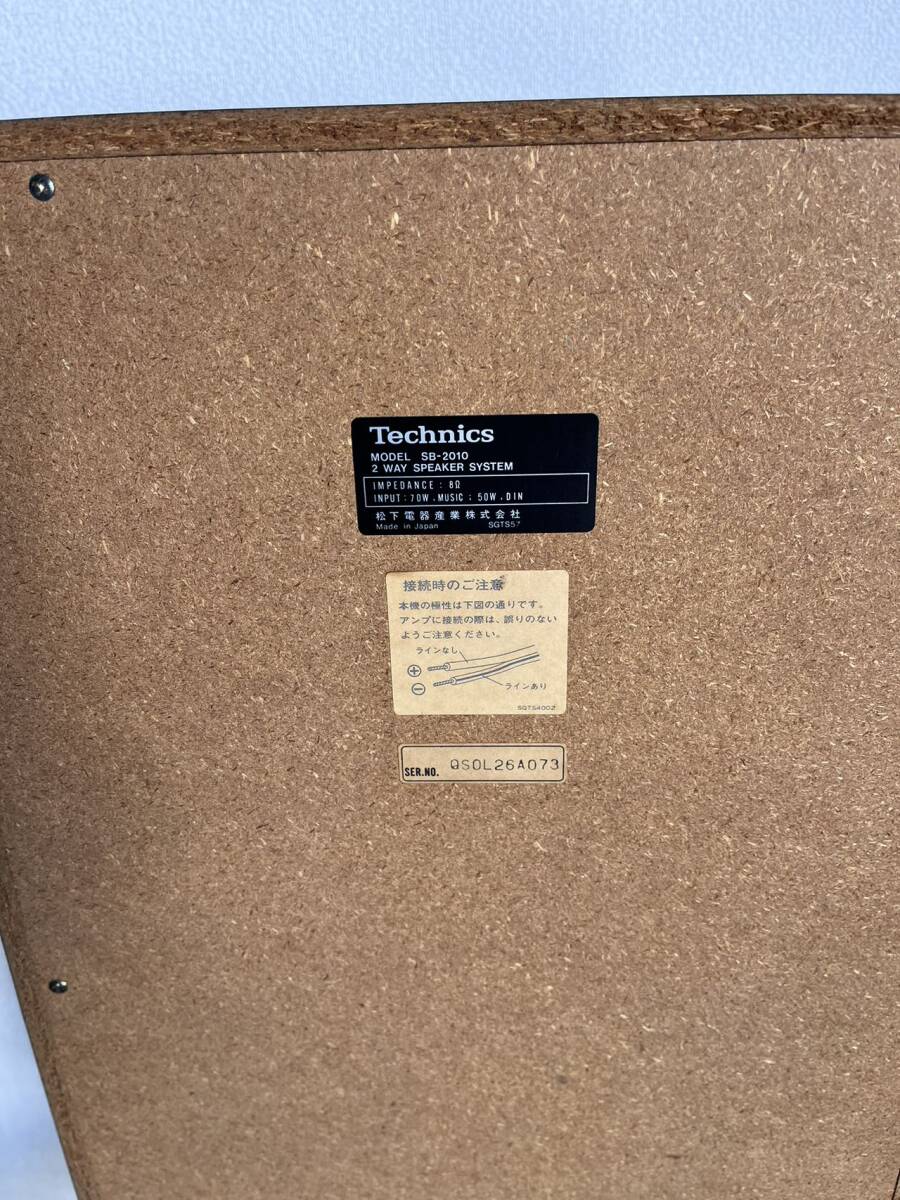 Technics
MODEL SB-2010
2 WAY SPEAKER SYSTEM
IMPEDANCE : 8Ω
INPUT : 70W , MUSIC ; 50W , DIN
松下電器産業株式会社
Made in Japan SGTS57
接続時のご注意
本機の極性は下図の通りです。
アンプに接続の際は、誤りのない
ようご注意ください。
ラインなし
⊕
⊖
ラインあり
SGTS4002
SER.NO. QS0L26A073